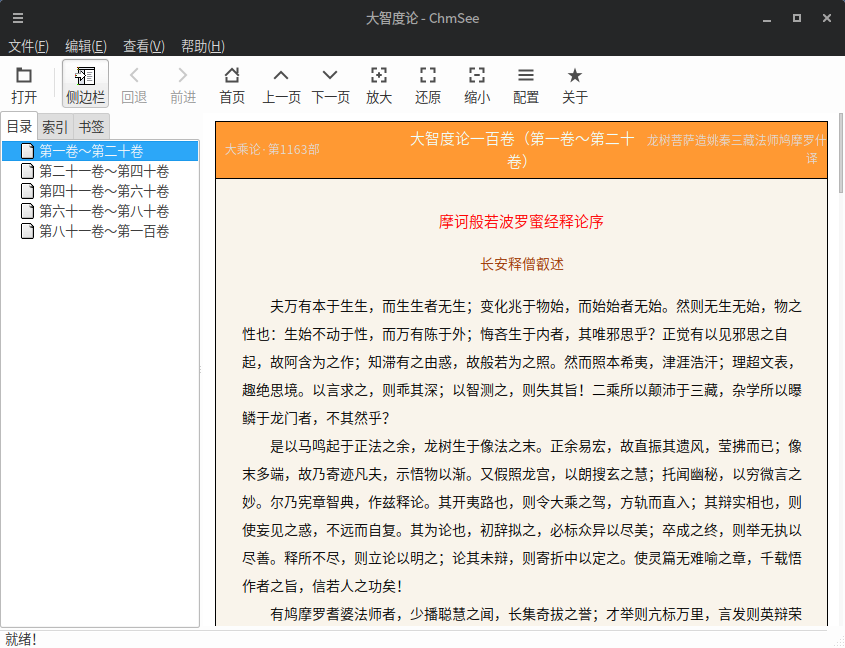 大智度论 - ChmSee
文件(F) 编辑(E) 查看(V) 帮助(H)
打开 侧边栏 回退 前进 首页 上一页 下一页 放大 还原 缩小 配置 关于
目录 索引 书签
第一卷～第二十卷
第二十一卷～第四十卷
第四十一卷～第六十卷
第六十一卷～第八十卷
第八十一卷～第一百卷
大乘论·第1163部
大智度论一百卷（第一卷～第二十
卷）
龙树菩萨造姚秦三藏法师鸠摩罗什
译
摩诃般若波罗蜜经释论序
长安释僧叡述
夫万有本于生生，而生生者无生；变化兆于物始，而始始者无始。然则无生无始，物之
性也：生始不动于性，而万有陈于外；悔吝生于内者，其唯邪思乎？正觉有以见邪思之自
起，故阿含为之作；知滞有之由惑，故般若为之照。然而照本希夷，津涯浩汗；理超文表，
趣绝思境。以言求之，则乖其深；以智测之，则失其旨！二乘所以颠沛于三藏，杂学所以曝
鳞于龙门者，不其然乎？
是以马鸣起于正法之余，龙树生于像法之末。正余易宏，故直振其遗风，莹拂而已；像
末多端，故乃寄迹凡夫，示悟物以渐。又假照龙宫，以朗搜玄之慧；托闻幽秘，以穷微言之
妙。尔乃宪章智典，作兹释论。其开夷路也，则令大乘之驾，方轨而直入；其辩实相也，则
使妄见之惑，不远而自复。其为论也，初辞拟之，必标众异以尽美；卒成之终，则举无执以
尽善。释所不尽，则立论以明之；论其未辩，则寄折中以定之。使灵篇无难喻之章，千载悟
作者之旨，信若人之功矣！
有鸠摩罗耆婆法师者，少播聪慧之闻，长集奇拔之誉；才举则亢标万里，言发则英辩荣
就绪！